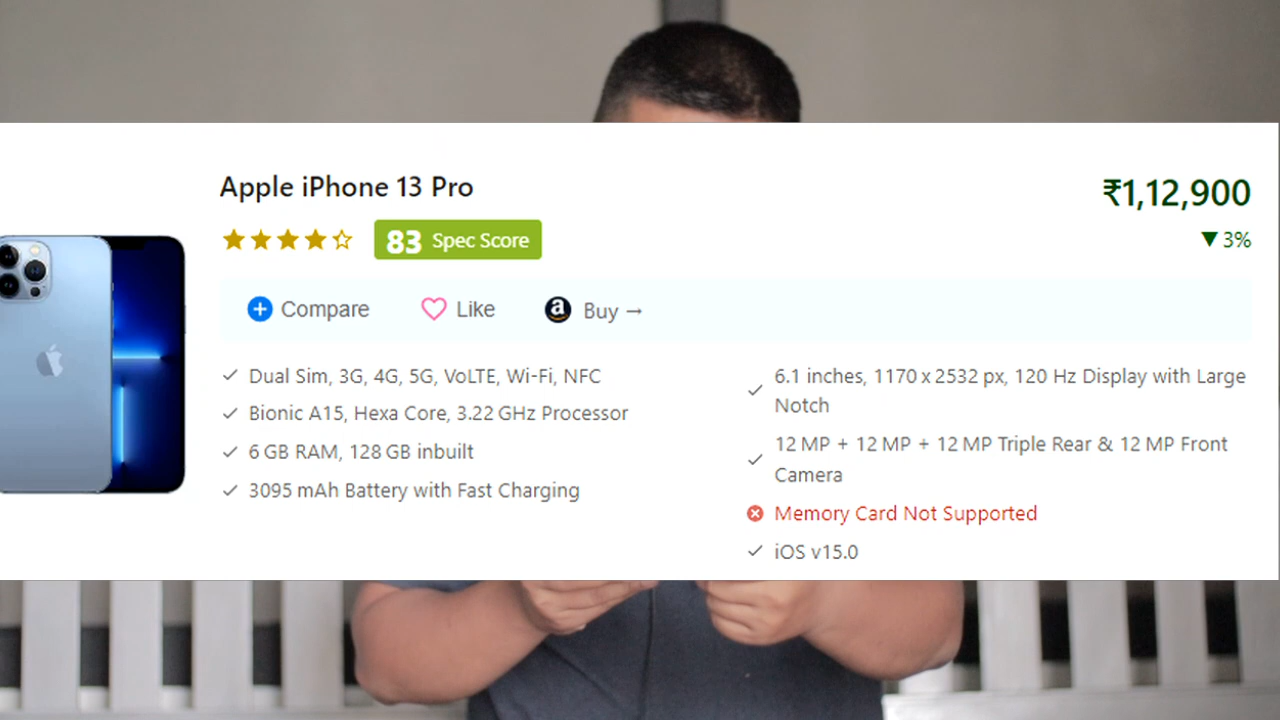 Apple iPhone 13 Pro
₹1,12,900
83 Spec Score
▼3%
Compare Like Buy →
Dual Sim, 3G, 4G, 5G, VoLTE, Wi-Fi, NFC
Bionic A15, Hexa Core, 3.22 GHz Processor
6 GB RAM, 128 GB inbuilt
3095 mAh Battery with Fast Charging
6.1 inches, 1170 x 2532 px, 120 Hz Display with Large
Notch
12 MP + 12 MP + 12 MP Triple Rear & 12 MP Front
Camera
Memory Card Not Supported
iOS v15.0